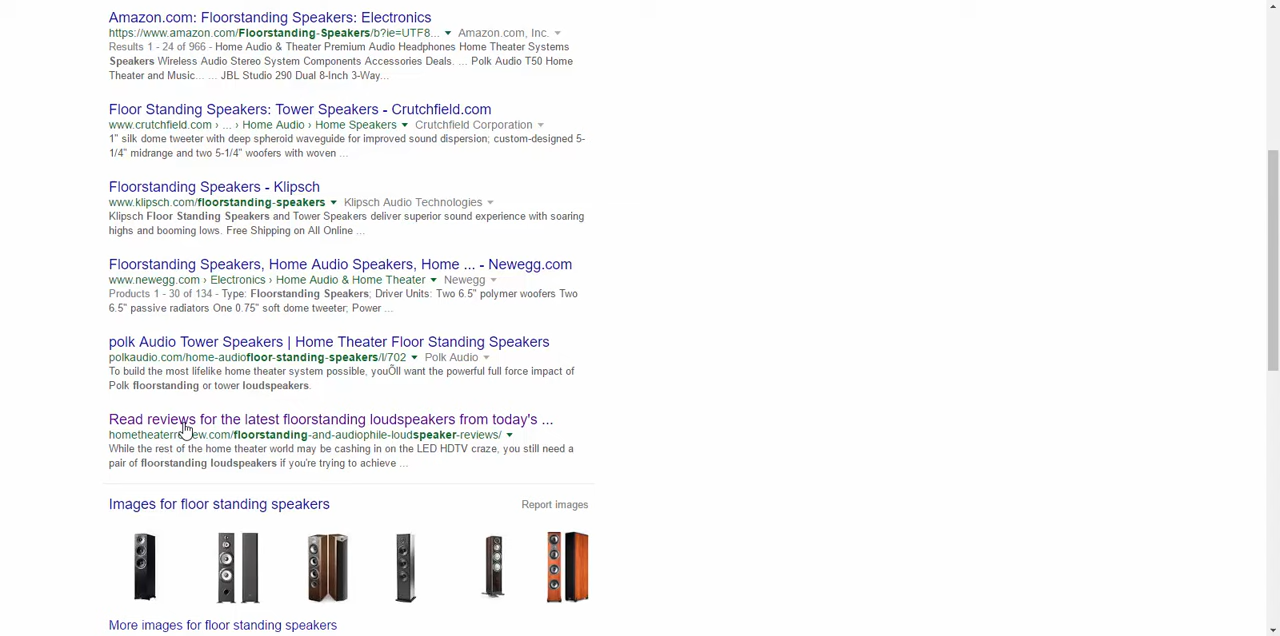 Amazon.com: Floorstanding Speakers: Electronics
https://www.amazon.com/Floorstanding-Speakers/b?ie=UTF8... ▼ Amazon.com, Inc. ▼
Results 1 - 24 of 966 - Home Audio & Theater Premium Audio Headphones Home Theater Systems
Speakers Wireless Audio Stereo System Components Accessories Deals. ... Polk Audio T50 Home
Theater and Music... ... JBL Studio 290 Dual 8-Inch 3-Way...
Floor Standing Speakers: Tower Speakers - Crutchfield.com
www.crutchfield.com › ... › Home Audio › Home Speakers ▼ Crutchfield Corporation ▼
1" silk dome tweeter with deep spheroid waveguide for improved sound dispersion; custom-designed 5-
1/4" midrange and two 5-1/4" woofers with woven ...
Floorstanding Speakers - Klipsch
www.klipsch.com/floorstanding-speakers ▼ Klipsch Audio Technologies ▼
Klipsch Floor Standing Speakers and Tower Speakers deliver superior sound experience with soaring
highs and booming lows. Free Shipping on All Online ...
Floorstanding Speakers, Home Audio Speakers, Home ... - Newegg.com
www.newegg.com › Electronics › Home Audio & Home Theater ▼ Newegg ▼
Products 1 - 30 of 134 - Type: Floorstanding Speakers; Driver Units: Two 6.5" polymer woofers Two
6.5" passive radiators One 0.75" soft dome tweeter; Power ...
polk Audio Tower Speakers | Home Theater Floor Standing Speakers
polkaudio.com/home-audiofloor-standing-speakers/l/702 ▼ Polk Audio ▼
To build the most lifelike home theater system possible, youÕll want the powerful full force impact of
Polk floorstanding or tower loudspeakers.
Read reviews for the latest floorstanding loudspeakers from today's ...
hometheaterreview.com/floorstanding-and-audiophile-loudspeaker-reviews/ ▼
While the rest of the home theater world may be cashing in on the LED HDTV craze, you still need a
pair of floorstanding loudspeakers if you're trying to achieve ...
Images for floor standing speakers Report images
More images for floor standing speakers